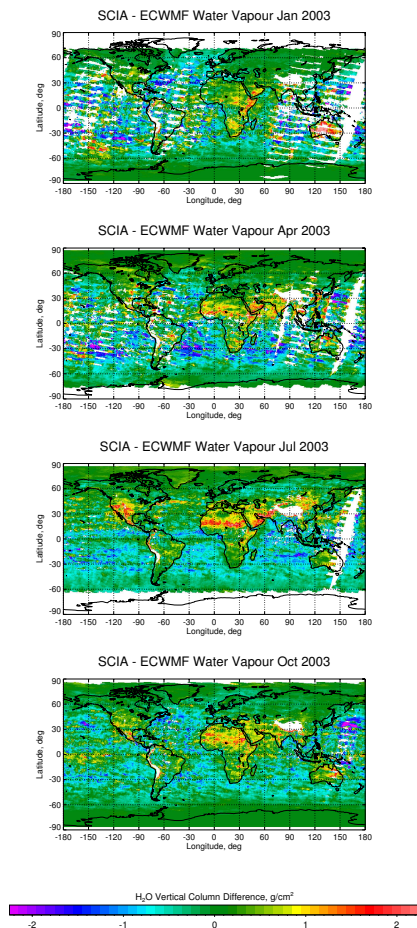 SCIA - ECWMF Water Vapour Jan 2003
90
60
30
0
-30
-60
-90
Latitude, deg
-180 -150 -120 -90 -60 -30 0 30 60 90 120 150 180
Longitude, deg
SCIA - ECWMF Water Vapour Apr 2003
90
60
30
0
-30
-60
-90
Latitude, deg
-180 -150 -120 -90 -60 -30 0 30 60 90 120 150 180
Longitude, deg
SCIA - ECWMF Water Vapour Jul 2003
90
60
30
0
-30
-60
-90
Latitude, deg
-180 -150 -120 -90 -60 -30 0 30 60 90 120 150 180
Longitude, deg
SCIA - ECWMF Water Vapour Oct 2003
90
60
30
0
-30
-60
-90
Latitude, deg
-180 -150 -120 -90 -60 -30 0 30 60 90 120 150 180
Longitude, deg
H₂O Vertical Column Difference, g/cm²
-2 -1 0 1 2